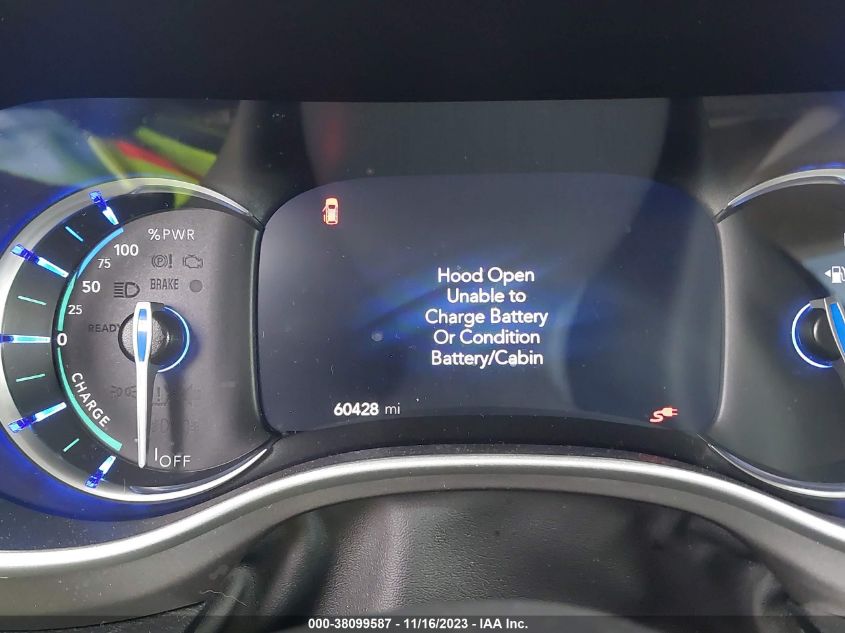 %PWR
100
75
50
BRAKE
25
READY
0
CHARGE
OFF
Hood Open
Unable to
Charge Battery
Or Condition
Battery/Cabin
60428 mi
000-38099587 - 11/16/2023 - IAA Inc.